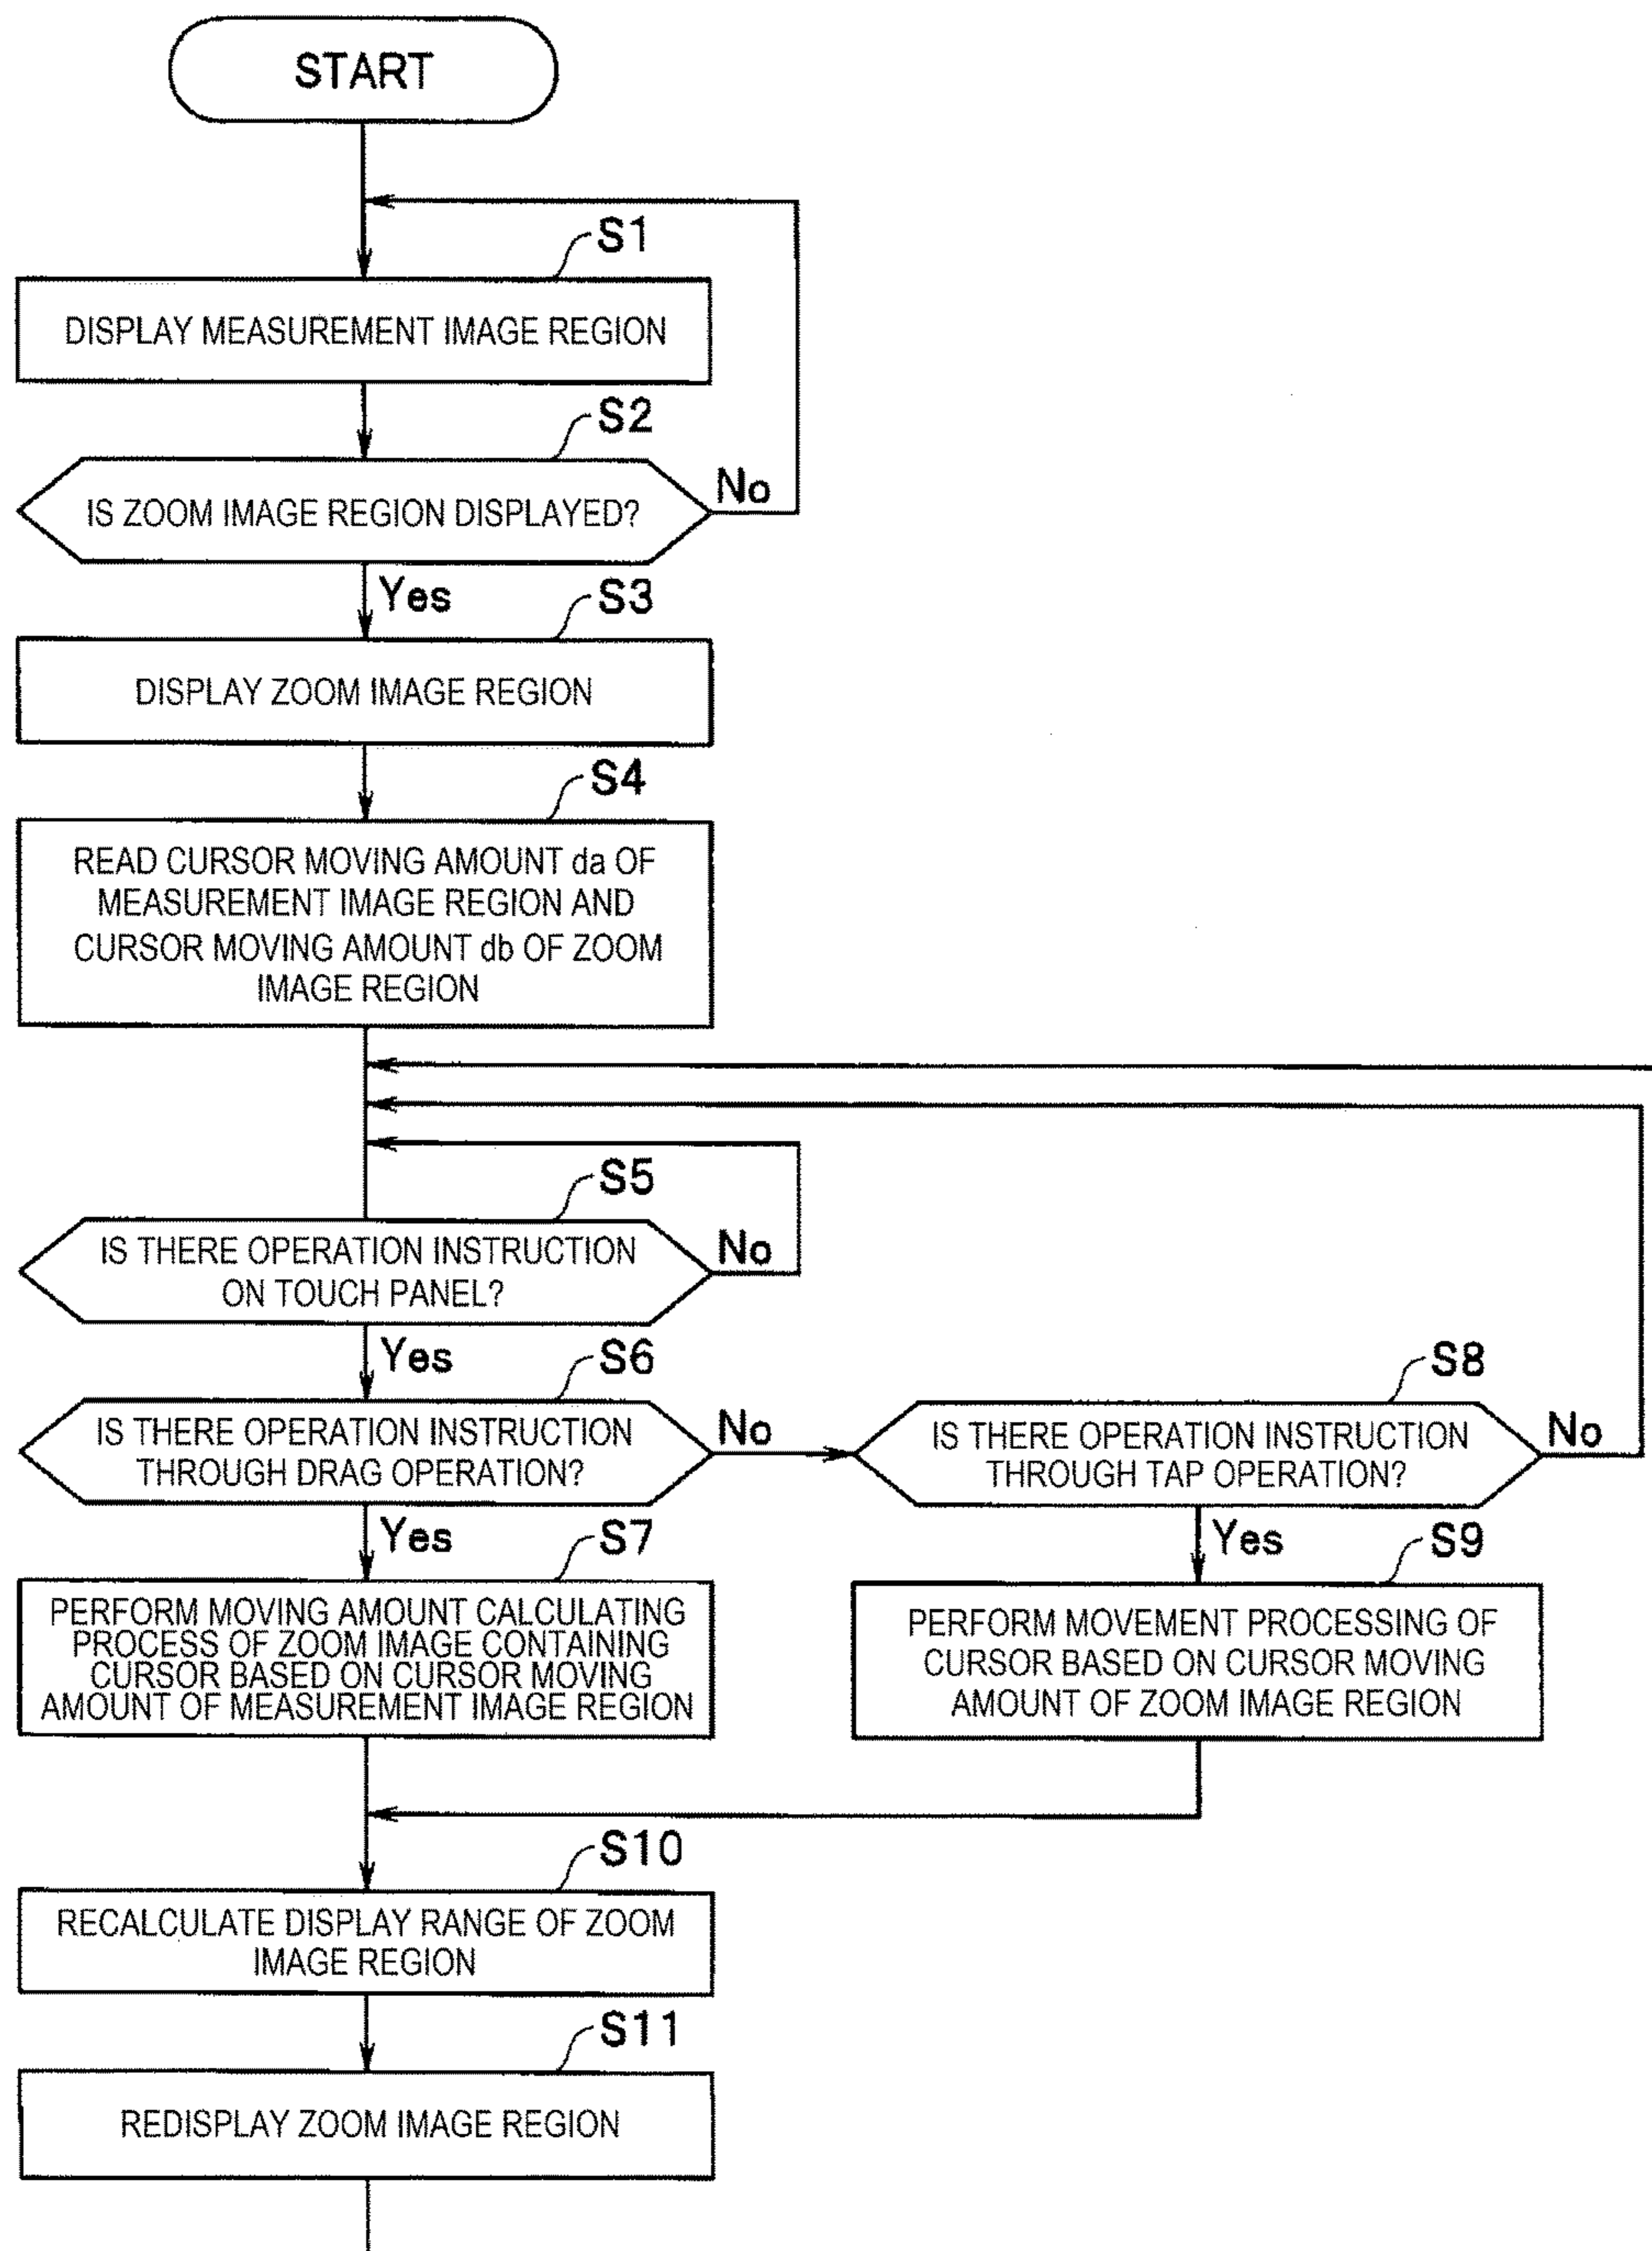 START
S1
DISPLAY MEASUREMENT IMAGE REGION
S2
IS ZOOM IMAGE REGION DISPLAYED?
No
Yes
S3
DISPLAY ZOOM IMAGE REGION
S4
READ CURSOR MOVING AMOUNT da OF
MEASUREMENT IMAGE REGION AND
CURSOR MOVING AMOUNT db OF ZOOM
IMAGE REGION
S5
IS THERE OPERATION INSTRUCTION
ON TOUCH PANEL?
No
Yes
S6
IS THERE OPERATION INSTRUCTION
THROUGH DRAG OPERATION?
No
S8
IS THERE OPERATION INSTRUCTION
THROUGH TAP OPERATION?
No
Yes
S7
PERFORM MOVING AMOUNT CALCULATING
PROCESS OF ZOOM IMAGE CONTAINING
CURSOR BASED ON CURSOR MOVING
AMOUNT OF MEASUREMENT IMAGE REGION
Yes
S9
PERFORM MOVEMENT PROCESSING OF
CURSOR BASED ON CURSOR MOVING
AMOUNT OF ZOOM IMAGE REGION
S10
RECALCULATE DISPLAY RANGE OF ZOOM
IMAGE REGION
S11
REDISPLAY ZOOM IMAGE REGION